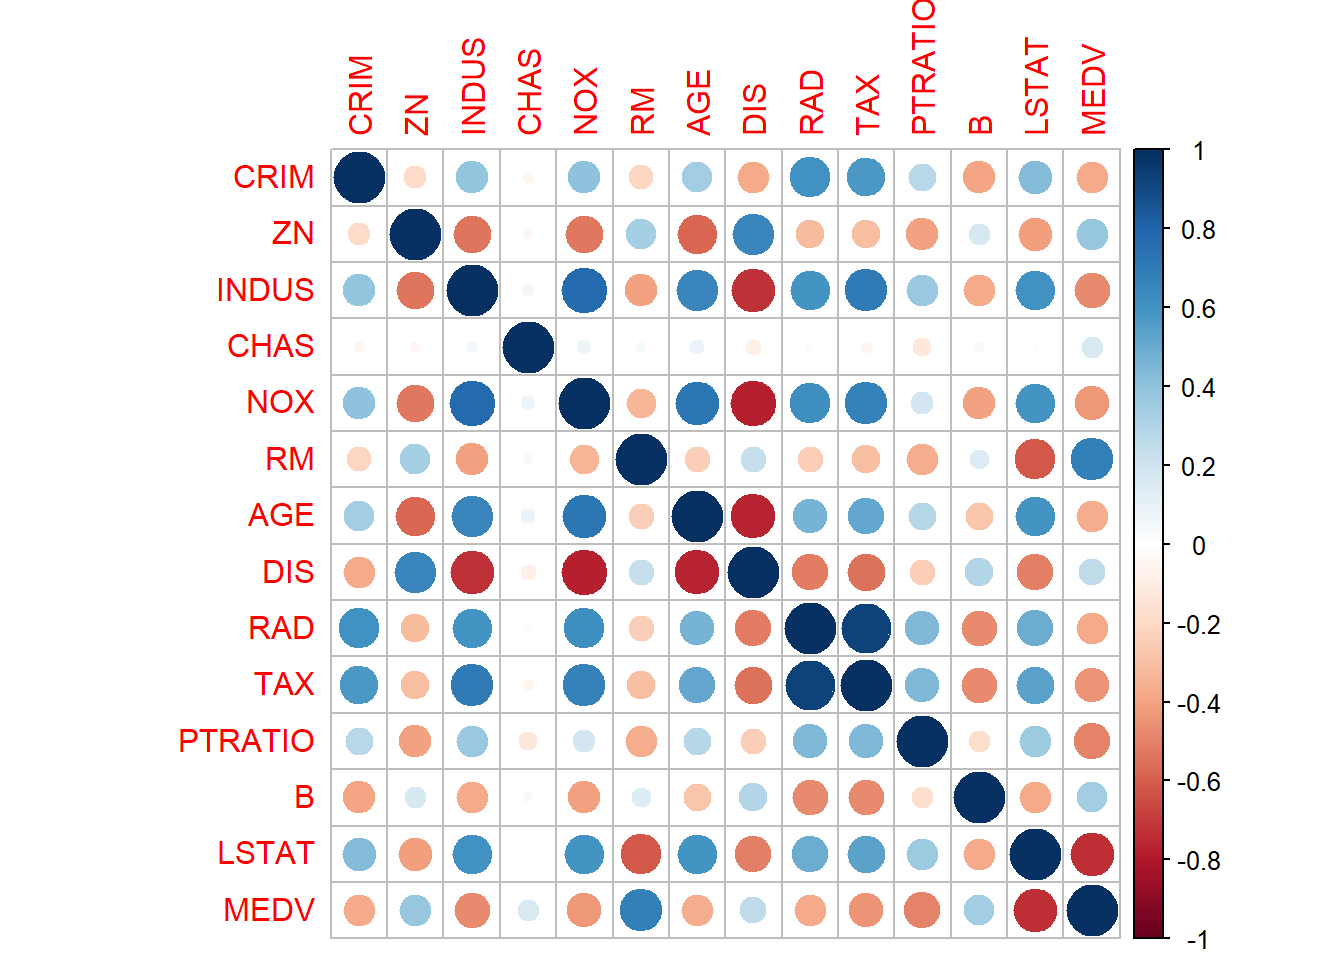 CRIM
ZN
INDUS
CHAS
NOX
RM
AGE
DIS
RAD
TAX
PTRATIO
B
LSTAT
MEDV
CRIM
ZN
INDUS
CHAS
NOX
RM
AGE
DIS
RAD
TAX
PTRATIO
B
LSTAT
MEDV
1
0.8
0.6
0.4
0.2
0
-0.2
-0.4
-0.6
-0.8
-1